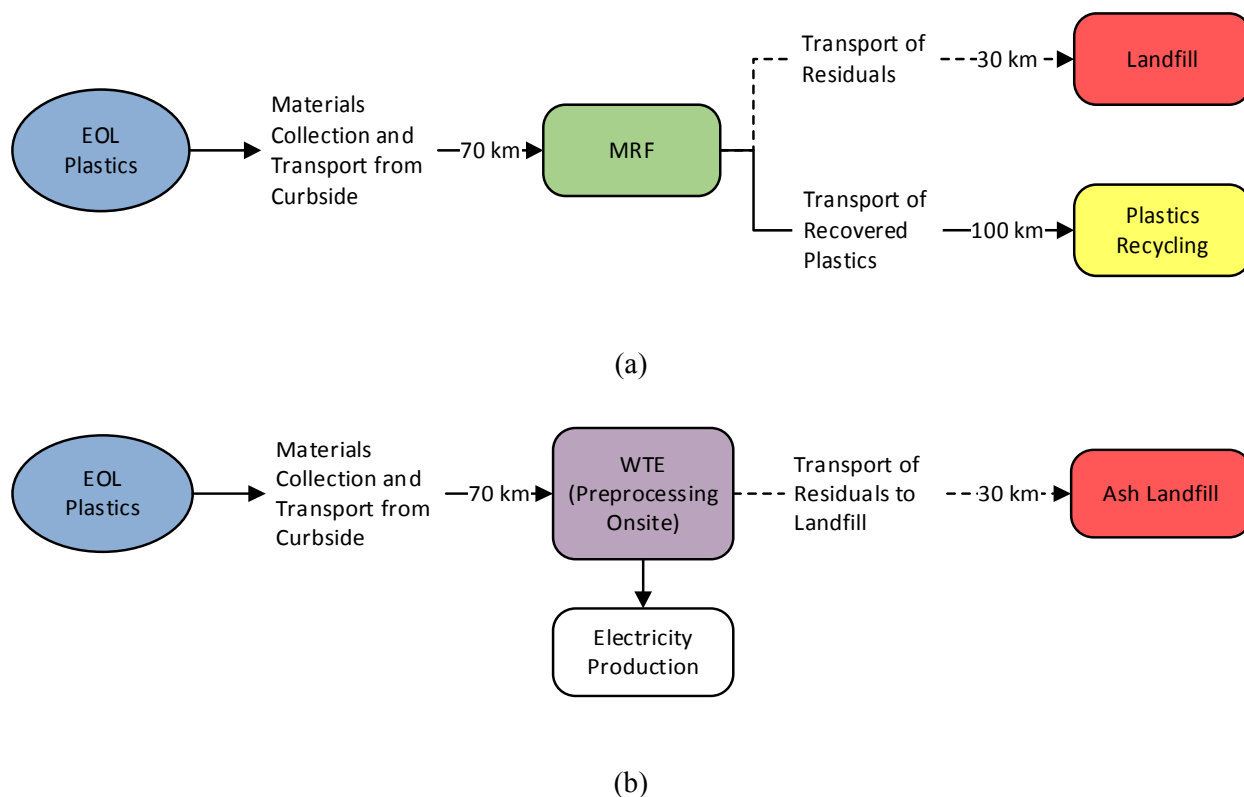 EOL
Plastics
Materials
Collection and
Transport from
Curbside
70 km
MRF
Transport of
Residuals
30 km
Landfill
Transport of
Recovered
Plastics
100 km
Plastics
Recycling
(a)
EOL
Plastics
Materials
Collection and
Transport from
Curbside
70 km
WTE
(Preprocessing
Onsite)
Transport of
Residuals to
Landfill
30 km
Ash Landfill
Electricity
Production
(b)